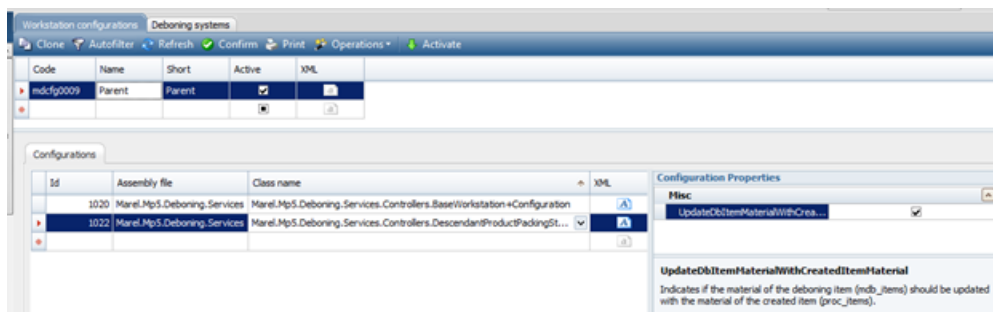 Workstation configurations Deboning systems
Clone Autofilter Refresh Confirm Print Operations Activate
Code Name Short Active XML
mdcfg0009 Parent Parent
Configurations
Id Assembly file Class name XML
1020 Marel.Mp5.Deboning.Services Marel.Mp5.Deboning.Services.Controllers.BaseWorkstation+Configuration
1022 Marel.Mp5.Deboning.Services Marel.Mp5.Deboning.Services.Controllers.DescendantProductPackingSt...
Configuration Properties
Misc
UpdateDbItemMaterialWithCrea...
UpdateDbItemMaterialWithCreatedItemMaterial
Indicates if the material of the deboning item (mdb_items) should be updated
with the material of the created item (proc_items).